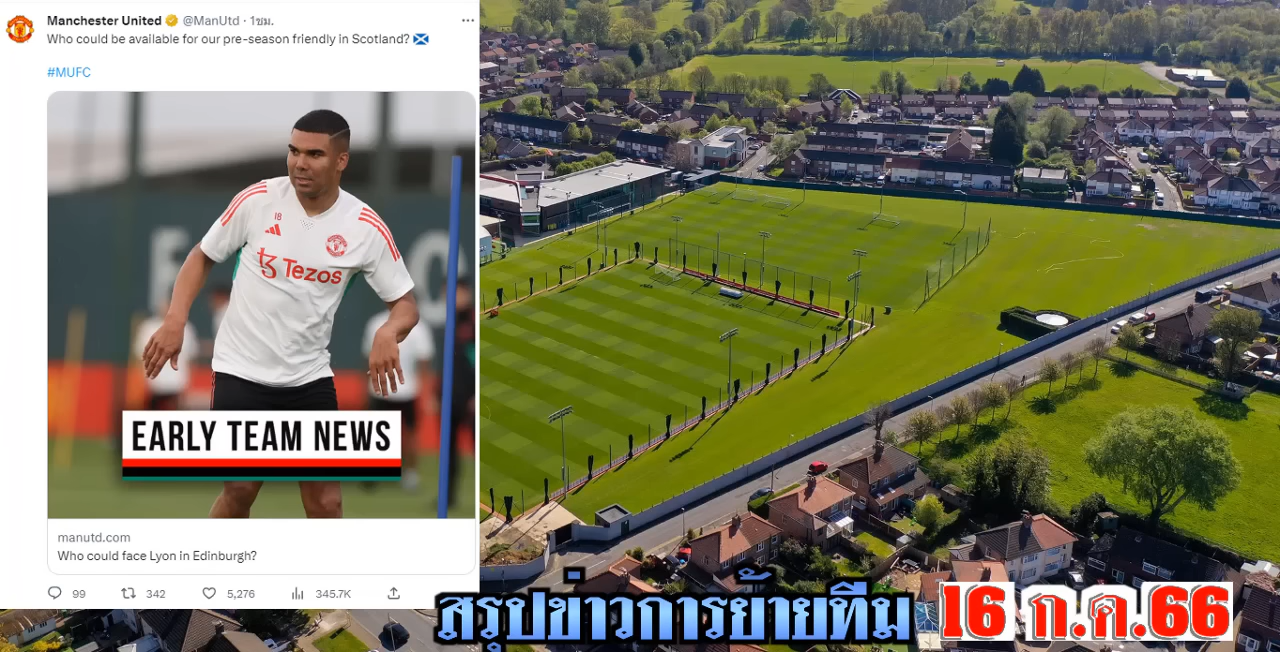 Manchester United @ManUtd · 1ชม.
Who could be available for our pre-season friendly in Scotland?
#MUFC
18
Tezos
EARLY TEAM NEWS
manutd.com
Who could face Lyon in Edinburgh?
99 342 5,276 345.7K
สรุปข่าวการย้ายทีม 16 ก.ค.66